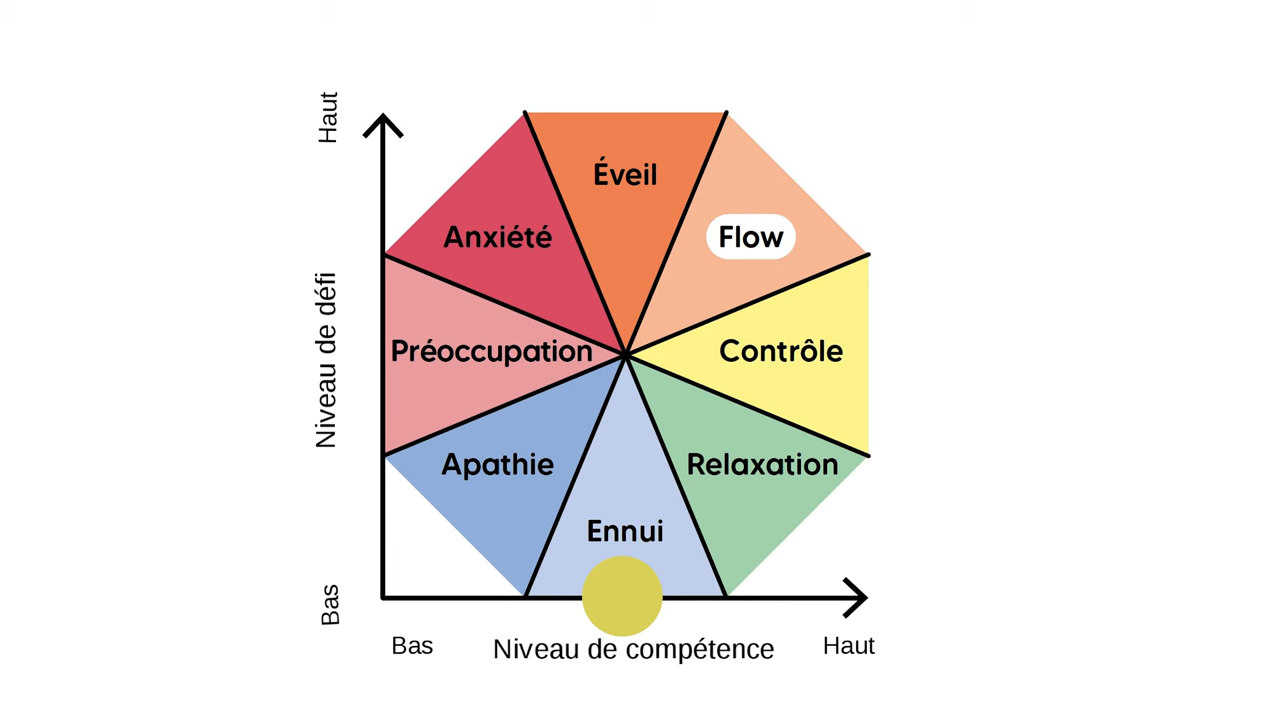 Haut
Éveil
Anxiété
Flow
Niveau de défi
Préoccupation
Contrôle
Apathie
Relaxation
Ennui
Bas
Bas
Niveau de compétence
Haut